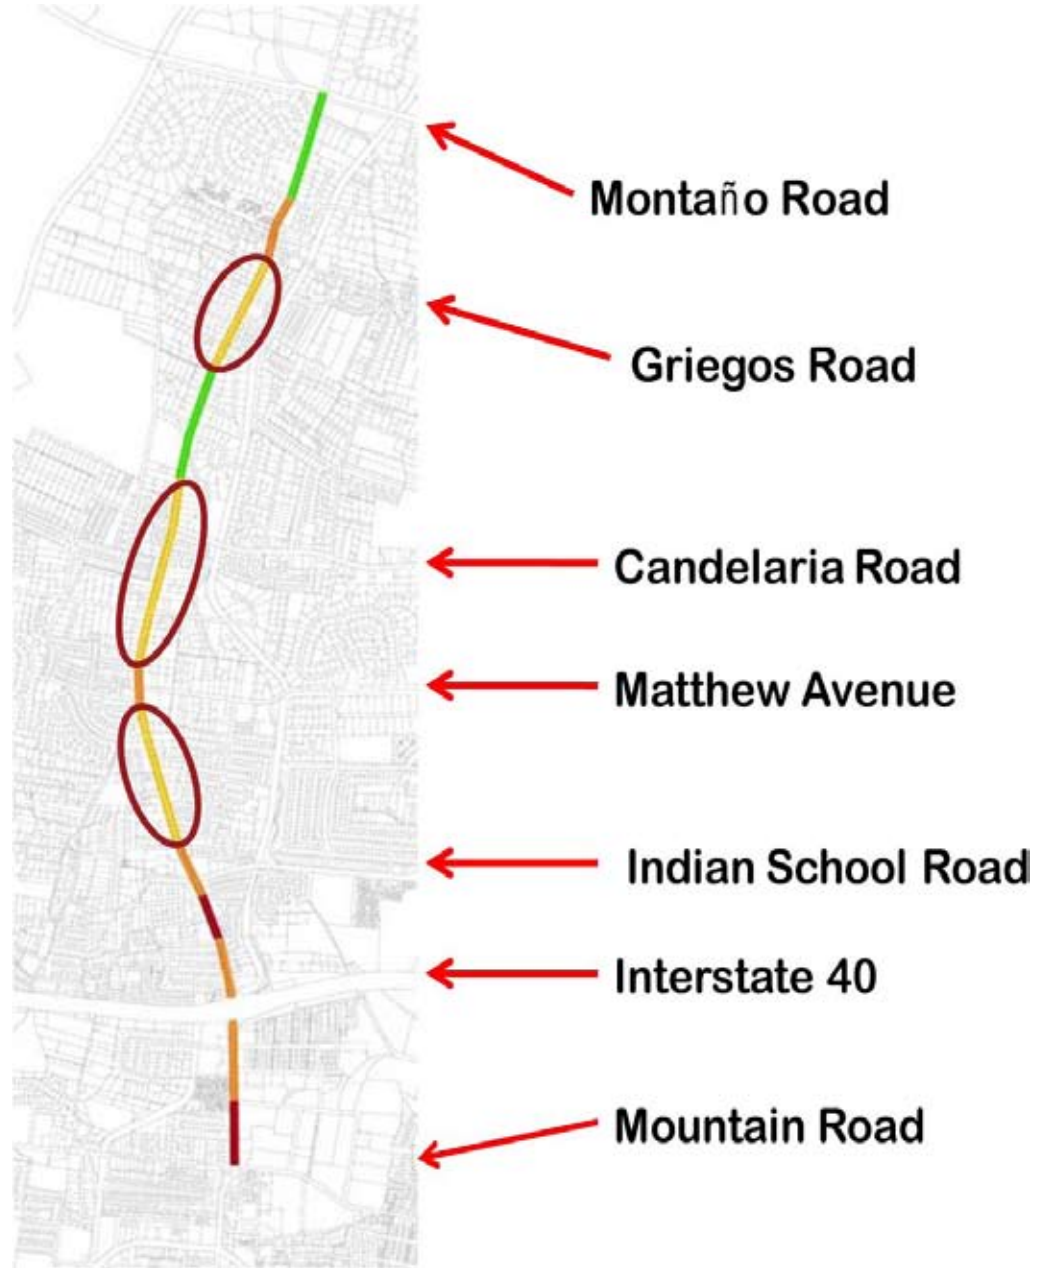 Montaño Road
Griegos Road
Candelaria Road
Matthew Avenue
Indian School Road
Interstate 40
Mountain Road